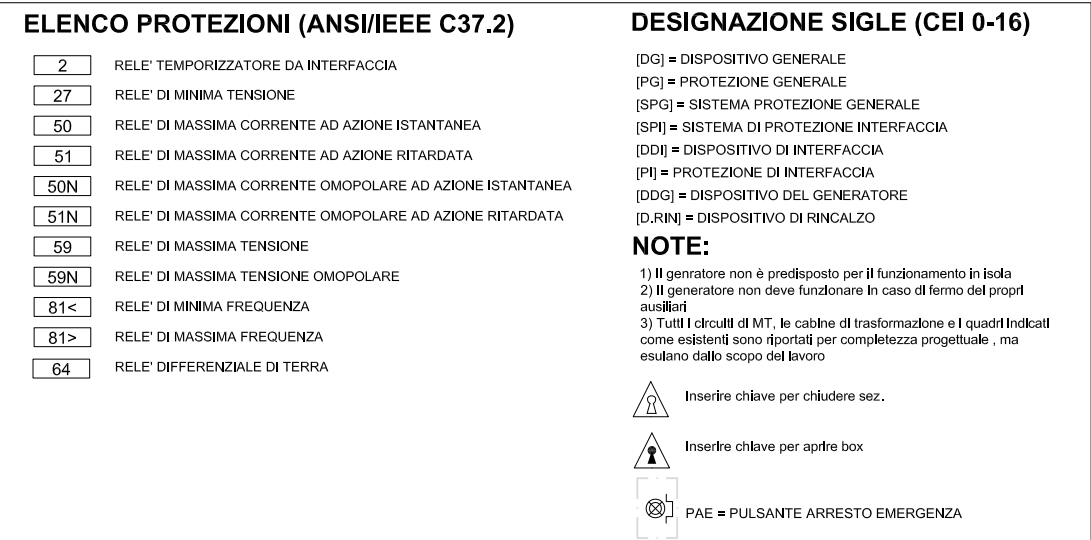 ELENCO PROTEZIONI (ANSI/IEEE C37.2)
2 RELE' TEMPORIZZATORE DA INTERFACCIA
27 RELE' DI MINIMA TENSIONE
50 RELE' DI MASSIMA CORRENTE AD AZIONE ISTANTANEA
51 RELE' DI MASSIMA CORRENTE AD AZIONE RITARDATA
50N RELE' DI MASSIMA CORRENTE OMOPOLARE AD AZIONE ISTANTANEA
51N RELE' DI MASSIMA CORRENTE OMOPOLARE AD AZIONE RITARDATA
59 RELE' DI MASSIMA TENSIONE
59N RELE' DI MASSIMA TENSIONE OMOPOLARE
81< RELE' DI MINIMA FREQUENZA
81> RELE' DI MASSIMA FREQUENZA
64 RELE' DIFFERENZIALE DI TERRA
DESIGNAZIONE SIGLE (CEI 0-16)
[DG] = DISPOSITIVO GENERALE
[PG] = PROTEZIONE GENERALE
[SPG] = SISTEMA PROTEZIONE GENERALE
[SPI] = SISTEMA DI PROTEZIONE INTERFACCIA
[DDI] = DISPOSITIVO DI INTERFACCIA
[PI] = PROTEZIONE DI INTERFACCIA
[DDG] = DISPOSITIVO DEL GENERATORE
[D.RIN] = DISPOSITIVO DI RINCALZO
NOTE:
1) Il genratore non è predisposto per il funzionamento in isola
2) Il generatore non deve funzionare in caso di fermo dei propri
ausiliari
3) Tutti i circuiti di MT, le cabine di trasformazione e i quadri indicati
come esistenti sono riportati per completezza progettuale , ma
esulano dallo scopo del lavoro
Inserire chiave per chiudere sez.
Inserire chiave per aprire box
PAE = PULSANTE ARRESTO EMERGENZA